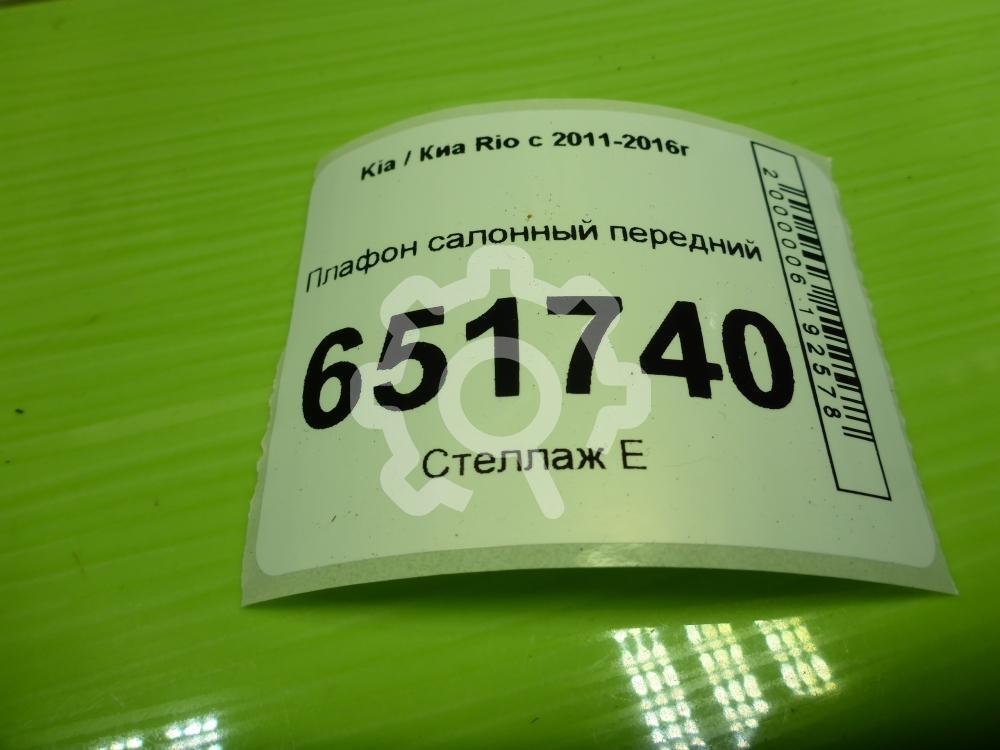 Kia / Киа Rio с 2011-2016г
Плафон салонный передний
651740
Стеллаж Е
2000006192578